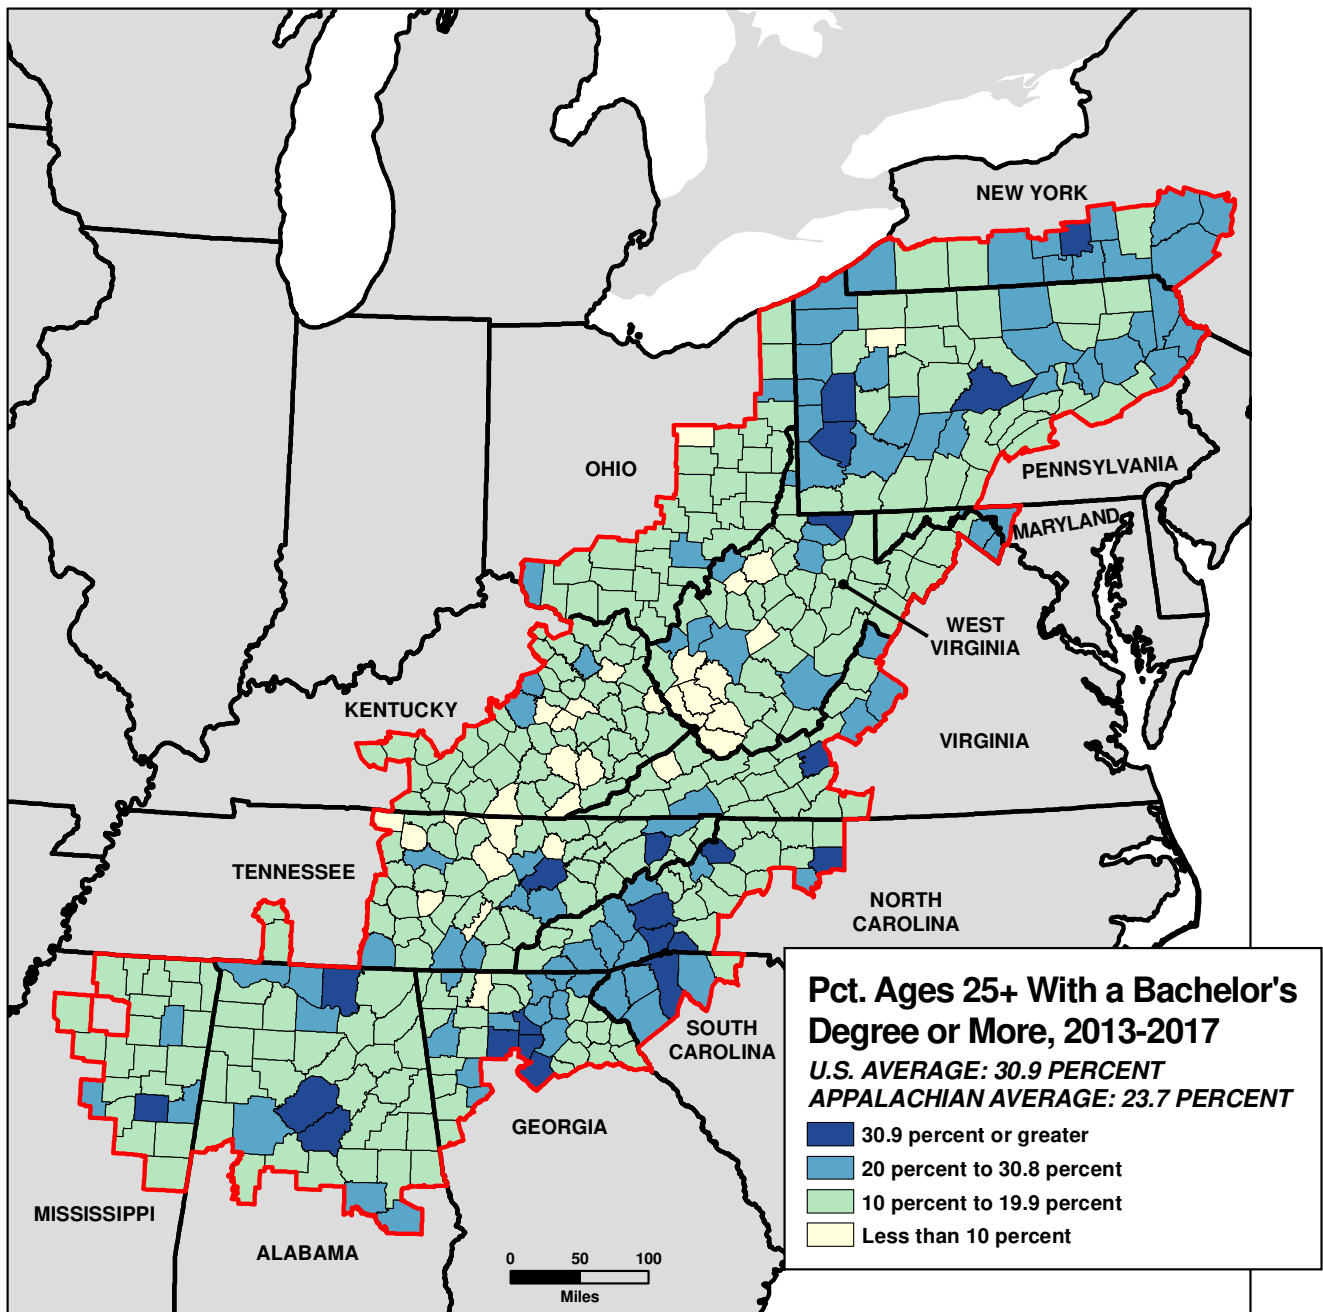 NEW YORK
PENNSYLVANIA
OHIO
MARYLAND
WEST
VIRGINIA
KENTUCKY
VIRGINIA
TENNESSEE
NORTH
CAROLINA
SOUTH
CAROLINA
GEORGIA
MISSISSIPPI
ALABAMA
0 50 100
Miles
Pct. Ages 25+ With a Bachelor's
Degree or More, 2013-2017
U.S. AVERAGE: 30.9 PERCENT
APPALACHIAN AVERAGE: 23.7 PERCENT
30.9 percent or greater
20 percent to 30.8 percent
10 percent to 19.9 percent
Less than 10 percent